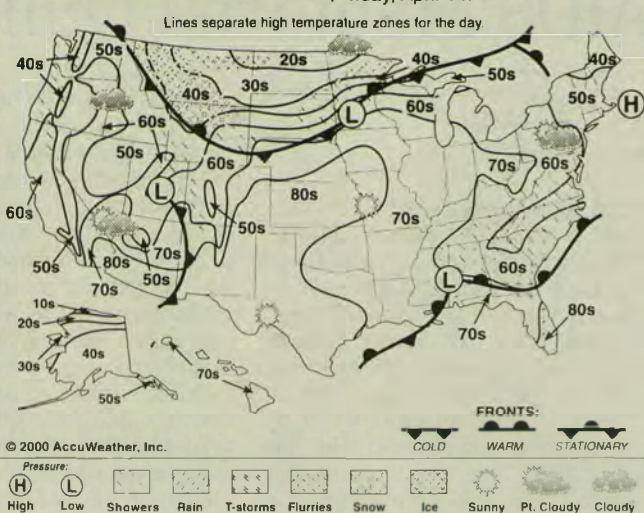 Lines separate high temperature zones for the day.
50s
40s
20s
40s
40s
30s
50s
40s
50s
L
H
60s
60s
60s
50s
60s
70s
L
80s
60s
50s
70s
50s
70s
80s
50s
70s
60s
L
10s
20s
30s
40s
50s
70s
70s
80s
FRONTS:
COLD WARM STATIONARY
© 2000 AccuWeather, Inc.
Pressure:
H L
High Low Showers Rain T-storms Flurries Snow Ice Sunny Pt. Cloudy Cloudy